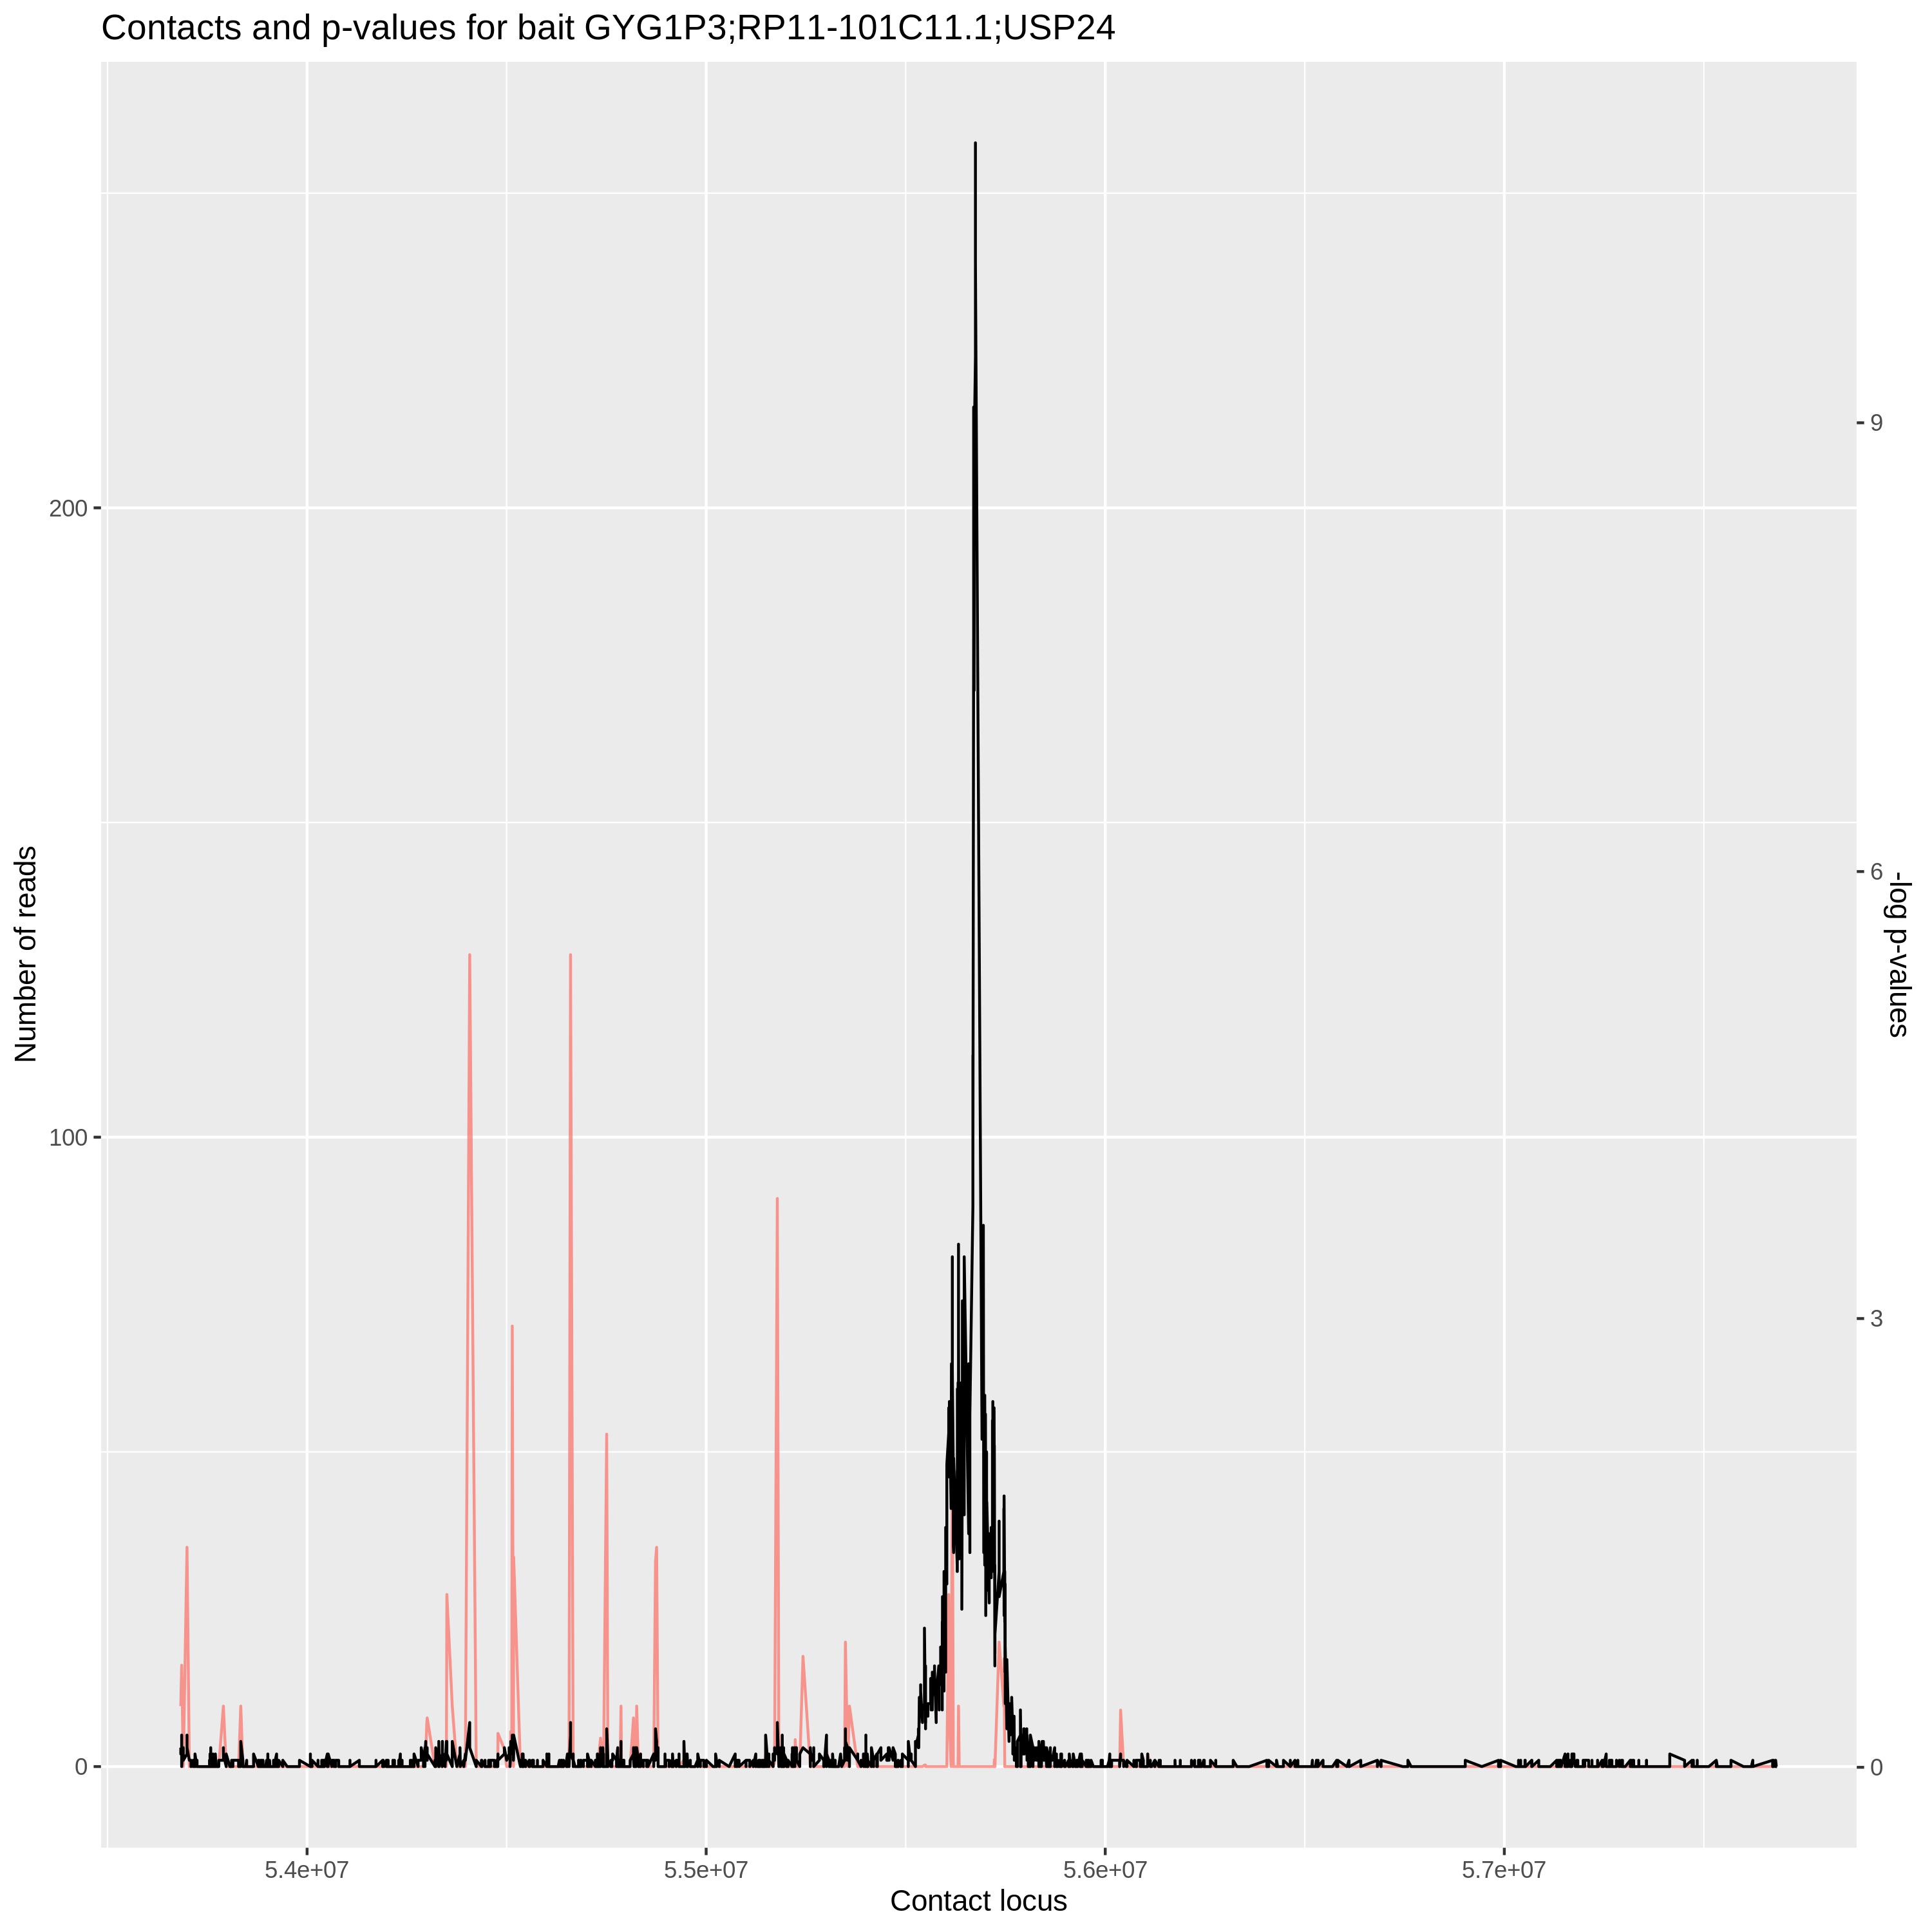 Contacts and p-values for bait GYG1P3;RP11-101C11.1;USP24
Number of reads
200
100
0
9
6
3
0
-log p-values
5.4e+07 5.5e+07 5.6e+07 5.7e+07
Contact locus